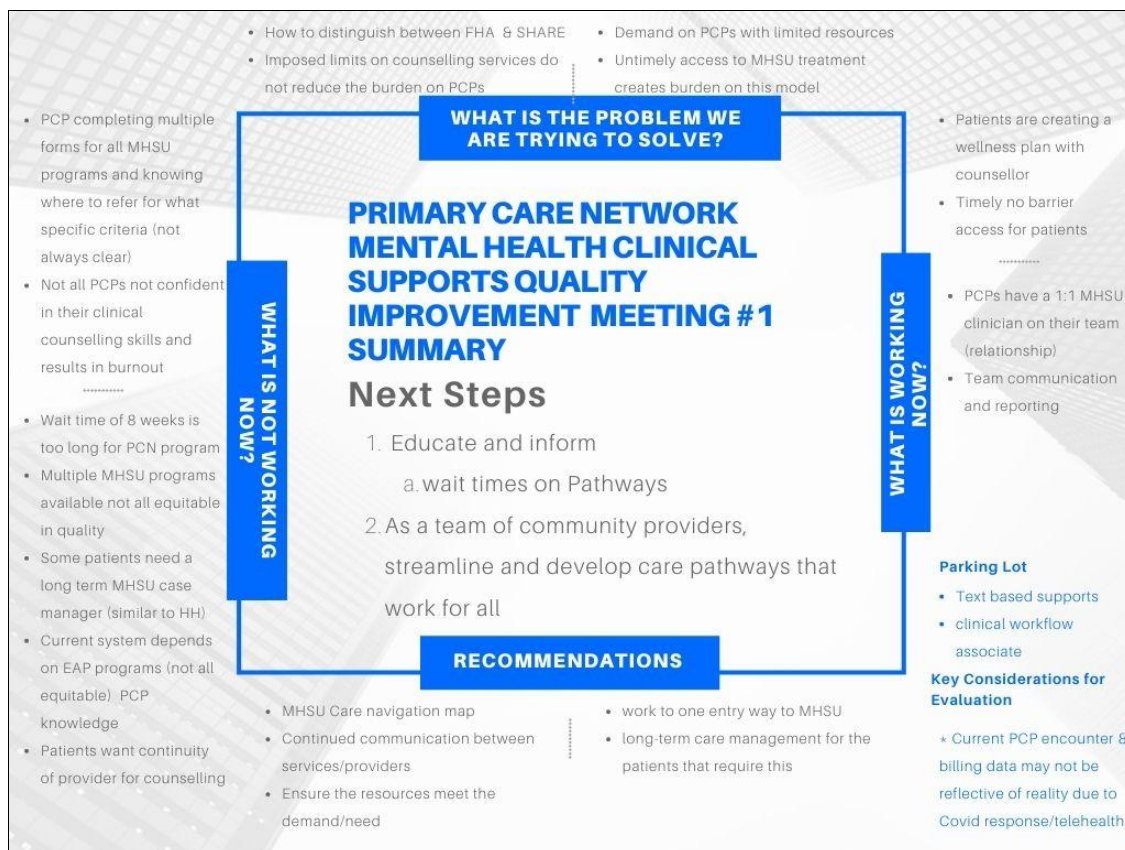 • How to distinguish between FHA & SHARE
• Imposed limits on counselling services do
not reduce the burden on PCPs
• Demand on PCPs with limited resources
• Untimely access to MHSU treatment
creates burden on this model
WHAT IS THE PROBLEM WE
ARE TRYING TO SOLVE?
• PCP completing multiple
forms for all MHSU
programs and knowing
where to refer for what
specific criteria (not
always clear)
• Not all PCPs not confident
in their clinical
counselling skills and
results in burnout
• Wait time of 8 weeks is
too long for PCN program
• Multiple MHSU programs
available not all equitable
in quality
• Some patients need a
long term MHSU case
manager (similar to HH)
• Current system depends
on EAP programs (not all
equitable) PCP
knowledge
• Patients want continuity
of provider for counselling
WHAT IS NOT WORKING
NOW?
PRIMARY CARE NETWORK
MENTAL HEALTH CLINICAL
SUPPORTS QUALITY
IMPROVEMENT MEETING #1
SUMMARY
Next Steps
1. Educate and inform
a. wait times on Pathways
2. As a team of community providers,
streamline and develop care pathways that
work for all
WHAT IS WORKING
NOW?
• Patients are creating a
wellness plan with
counsellor
• Timely no barrier
access for patients
• PCPs have a 1:1 MHSU
clinician on their team
(relationship)
• Team communication
and reporting
RECOMMENDATIONS
• MHSU Care navigation map
• Continued communication between
services/providers
• Ensure the resources meet the
demand/need
• work to one entry way to MHSU
• long-term care management for the
patients that require this
Parking Lot
• Text based supports
• clinical workflow
associate
Key Considerations for
Evaluation
* Current PCP encounter &
billing data may not be
reflective of reality due to
Covid response/telehealth